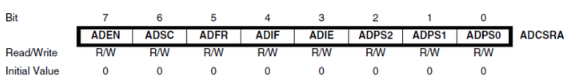 Bit 7 6 5 4 3 2 1 0
ADEN ADSC ADFR ADIF ADIE ADPS2 ADPS1 ADPS0 ADCSRA
Read/Write R/W R/W R/W R/W R/W R/W R/W R/W
Initial Value 0 0 0 0 0 0 0 0